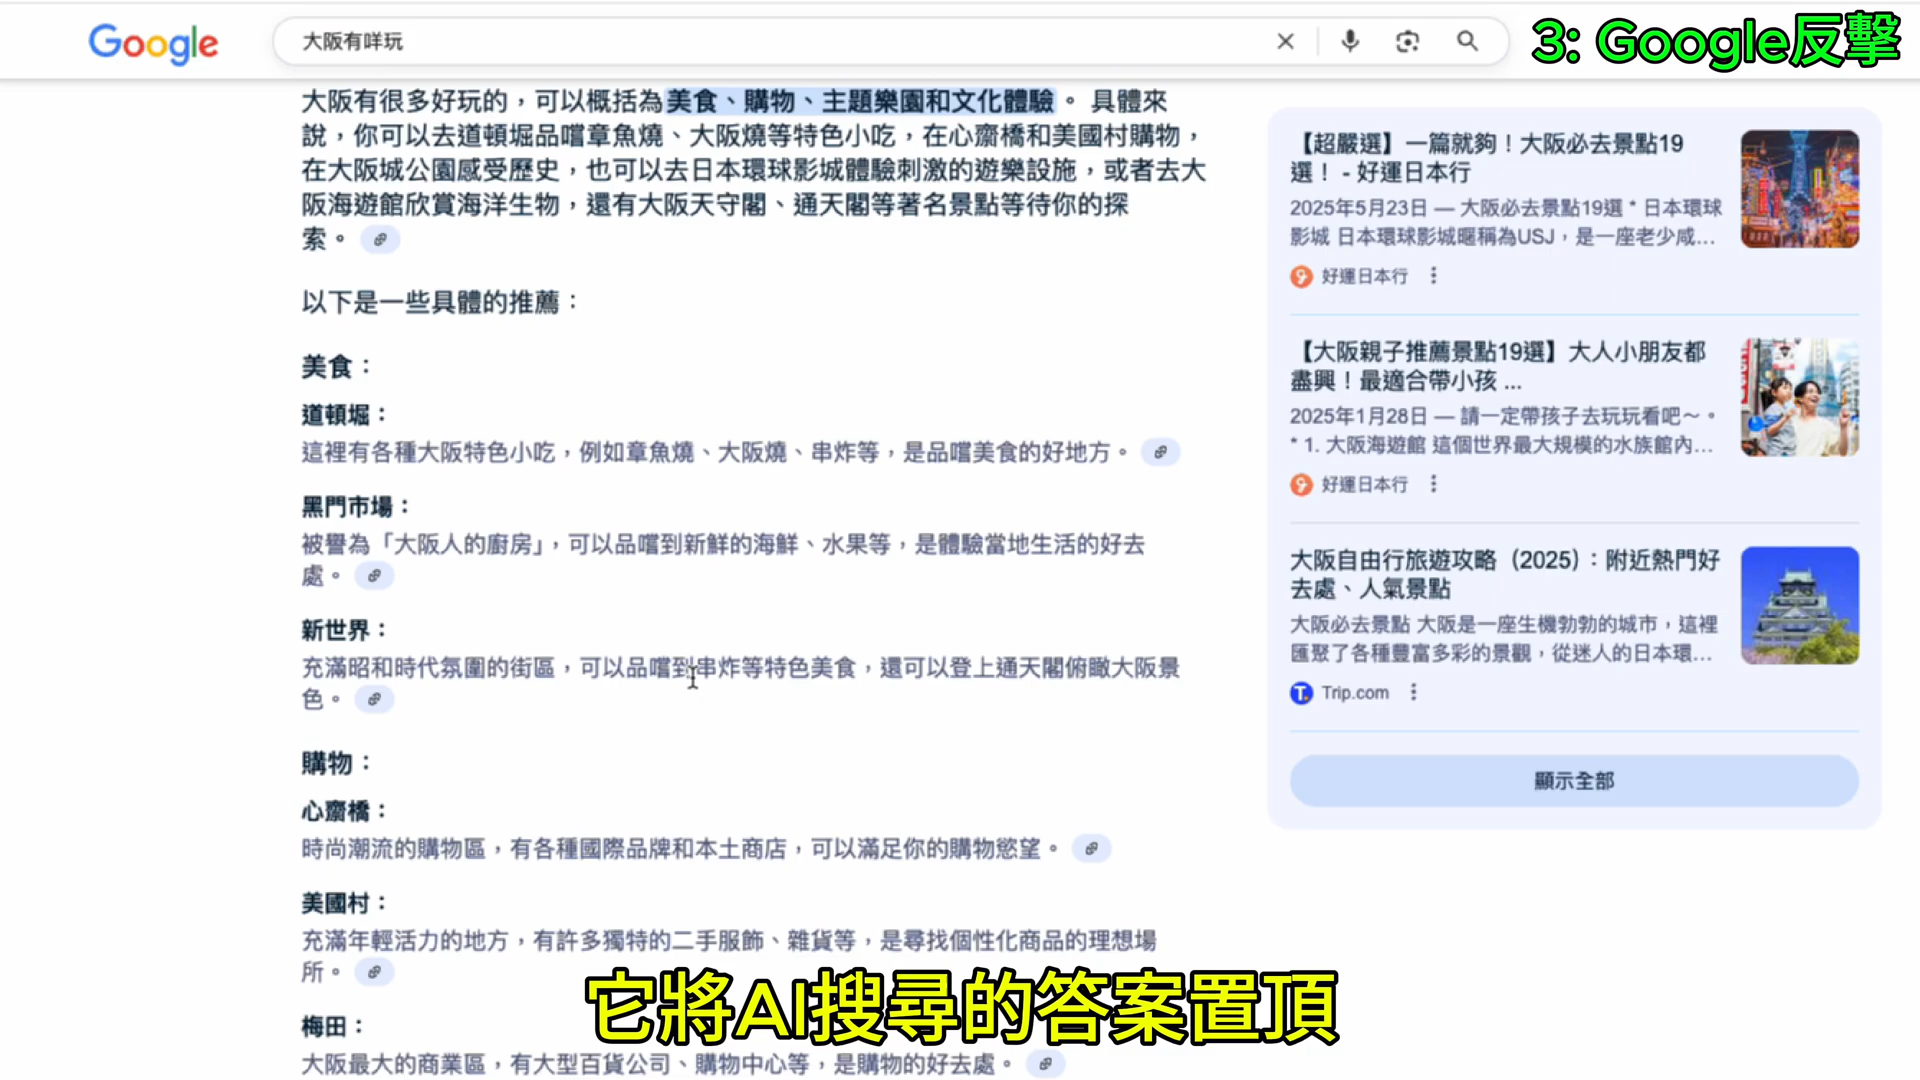 Google
大阪有咩玩
3: Google反擊
大阪有很多好玩的，可以概括為美食、購物、主題樂園和文化體驗。 具體來
說，你可以去道頓堀品嚐章魚燒、大阪燒等特色小吃，在心齋橋和美國村購物，
在大阪城公園感受歷史，也可以去日本環球影城體驗刺激的遊樂設施，或者去大
阪海遊館欣賞海洋生物，還有大阪天守閣、通天閣等著名景點等待你的探
索。
以下是一些具體的推薦：
美食：
道頓堀：
這裡有各種大阪特色小吃，例如章魚燒、大阪燒、串炸等，是品嚐美食的好地方。
黑門市場：
被譽為「大阪人的廚房」，可以品嚐到新鮮的海鮮、水果等，是體驗當地生活的好去
處。
新世界：
充滿昭和時代氛圍的街區，可以品嚐到串炸等特色美食，還可以登上通天閣俯瞰大阪景
色。
購物：
心齋橋：
時尚潮流的購物區，有各種國際品牌和本土商店，可以滿足你的購物慾望。
美國村：
充滿年輕活力的地方，有許多獨特的二手服飾、雜貨等，是尋找個性化商品的理想場
所。
梅田：
大阪最大的商業區，有大型百貨公司、購物中心等，是購物的好去處。
【超嚴選】一篇就夠！大阪必去景點19
選！ - 好運日本行
2025年5月23日 — 大阪必去景點19選 * 日本環球
影城 日本環球影城暱稱為USJ，是一座老少咸...
好運日本行
【大阪親子推薦景點19選】大人小朋友都
盡興！最適合帶小孩 ...
2025年1月28日 — 請一定帶孩子去玩玩看吧～。
* 1. 大阪海遊館 這個世界最大規模的水族館內...
好運日本行
大阪自由行旅遊攻略（2025）：附近熱門好
去處、人氣景點
大阪必去景點 大阪是一座生機勃勃的城市，這裡
匯聚了各種豐富多彩的景觀，從迷人的日本環...
Trip.com
顯示全部
它將AI搜尋的答案置頂